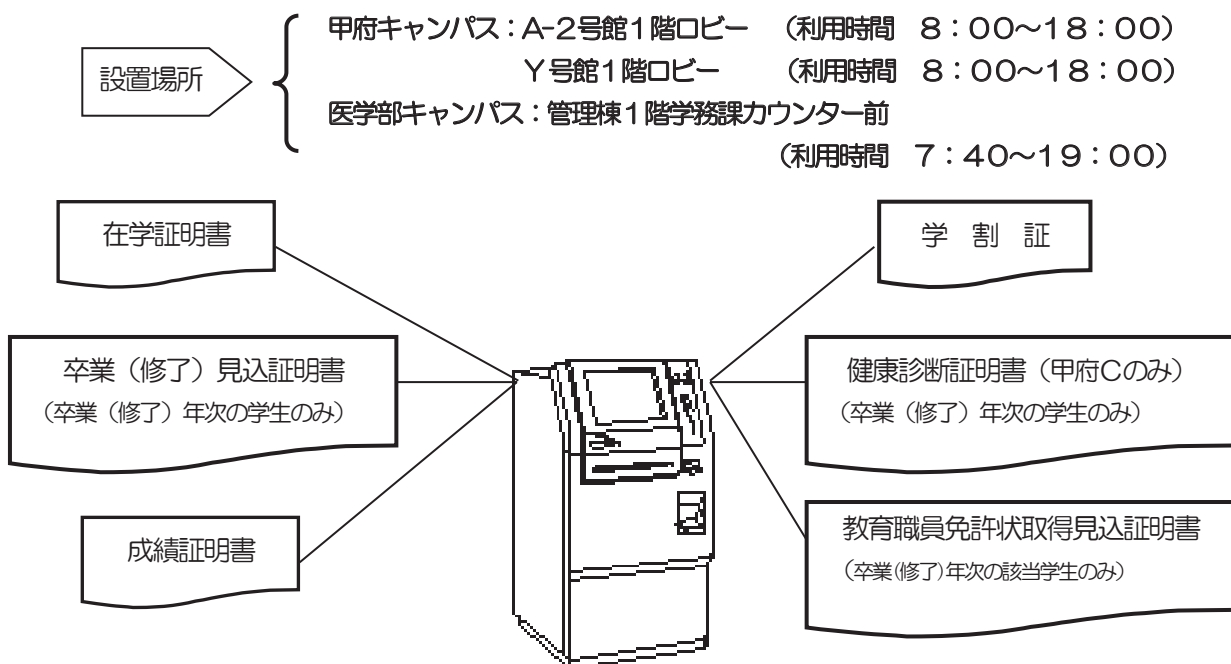 設置場所
甲府キャンパス：A-2号館1階ロビー　（利用時間　8：00～18：00）
Y号館1階ロビー　（利用時間　8：00～18：00）
医学部キャンパス：管理棟1階学務課カウンター前
（利用時間　7：40～19：00）
在学証明書
学　割　証
卒業（修了）見込証明書
（卒業（修了）年次の学生のみ）
健康診断証明書（甲府Cのみ）
（卒業（修了）年次の学生のみ）
成績証明書
教育職員免許状取得見込証明書
（卒業(修了)年次の該当学生のみ）